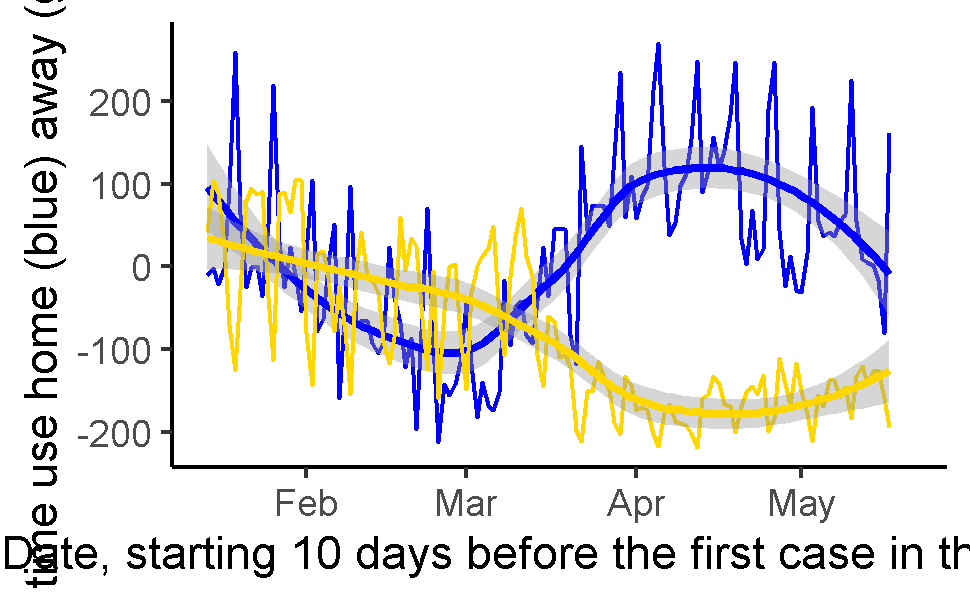 time use home (blue) away (
200
100
0
-100
-200
Feb Mar Apr May
Date, starting 10 days before the first case in th